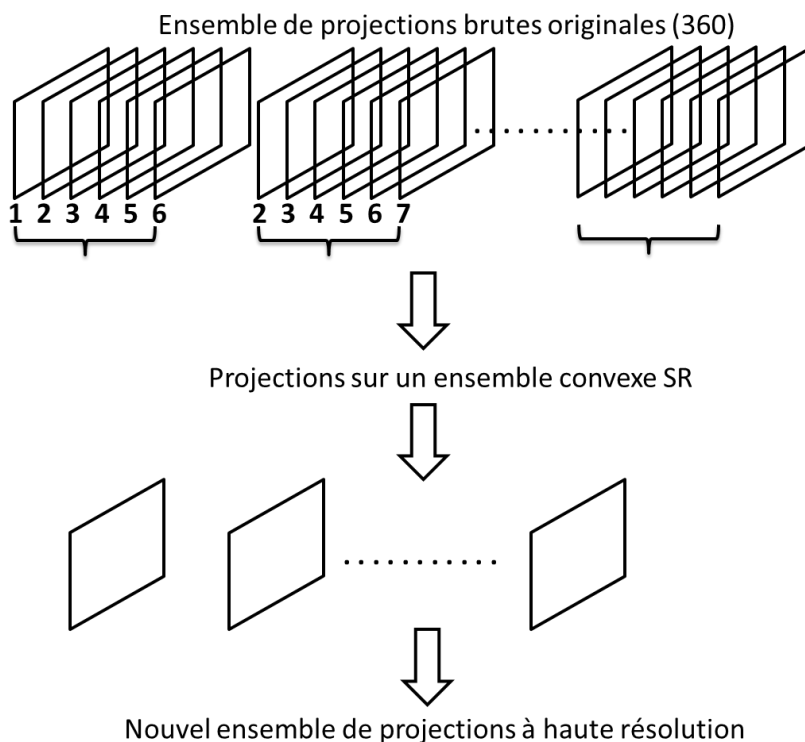 Ensemble de projections brutes originales (360)
1 2 3 4 5 6 2 3 4 5 6 7
Projections sur un ensemble convexe SR
Nouvel ensemble de projections à haute résolution